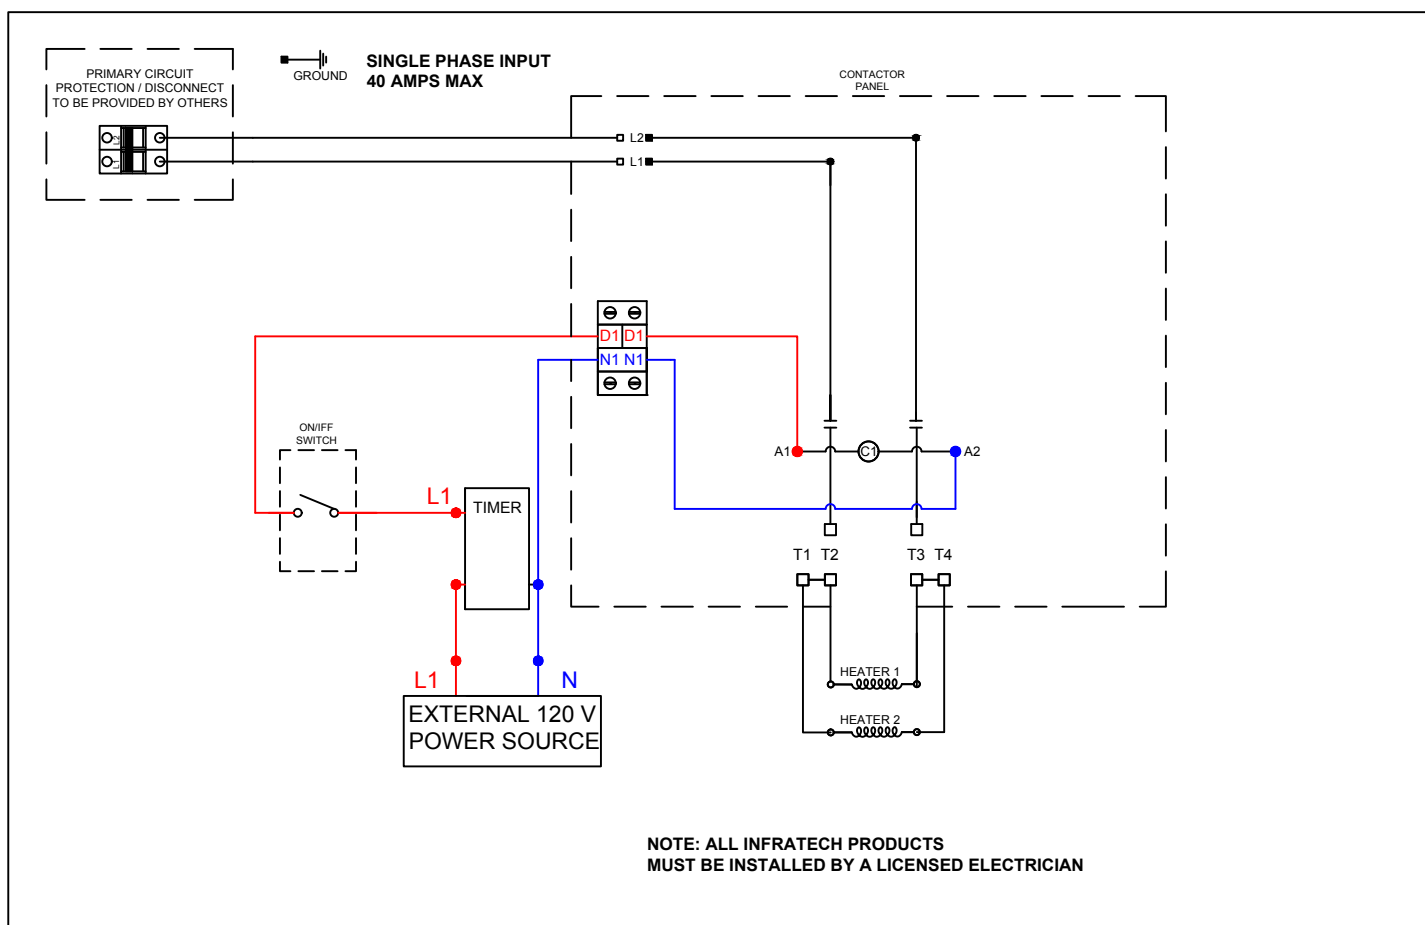 PRIMARY CIRCUIT
PROTECTION / DISCONNECT
TO BE PROVIDED BY OTHERS
GROUND
SINGLE PHASE INPUT
40 AMPS MAX
CONTACTOR
PANEL
L2
L1
L2
L1
D1 D1
N1 N1
ON/IFF
SWITCH
A1
C1
A2
L1
TIMER
T1 T2 T3 T4
L1
N
HEATER 1
HEATER 2
EXTERNAL 120 V
POWER SOURCE
NOTE: ALL INFRATECH PRODUCTS
MUST BE INSTALLED BY A LICENSED ELECTRICIAN